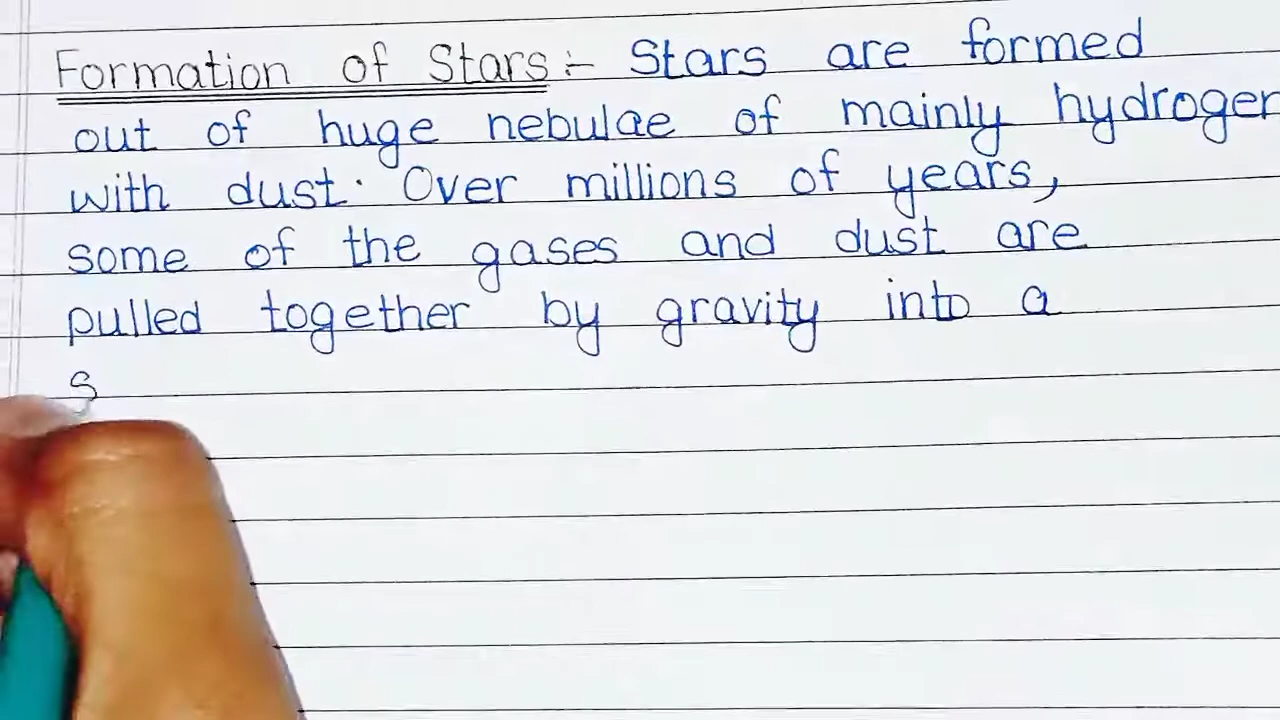 Formation of Stars :- Stars are formed
out of huge nebulae of mainly hydrogen
with dust. Over millions of years,
some of the gases and dust are
pulled together by gravity into a
s